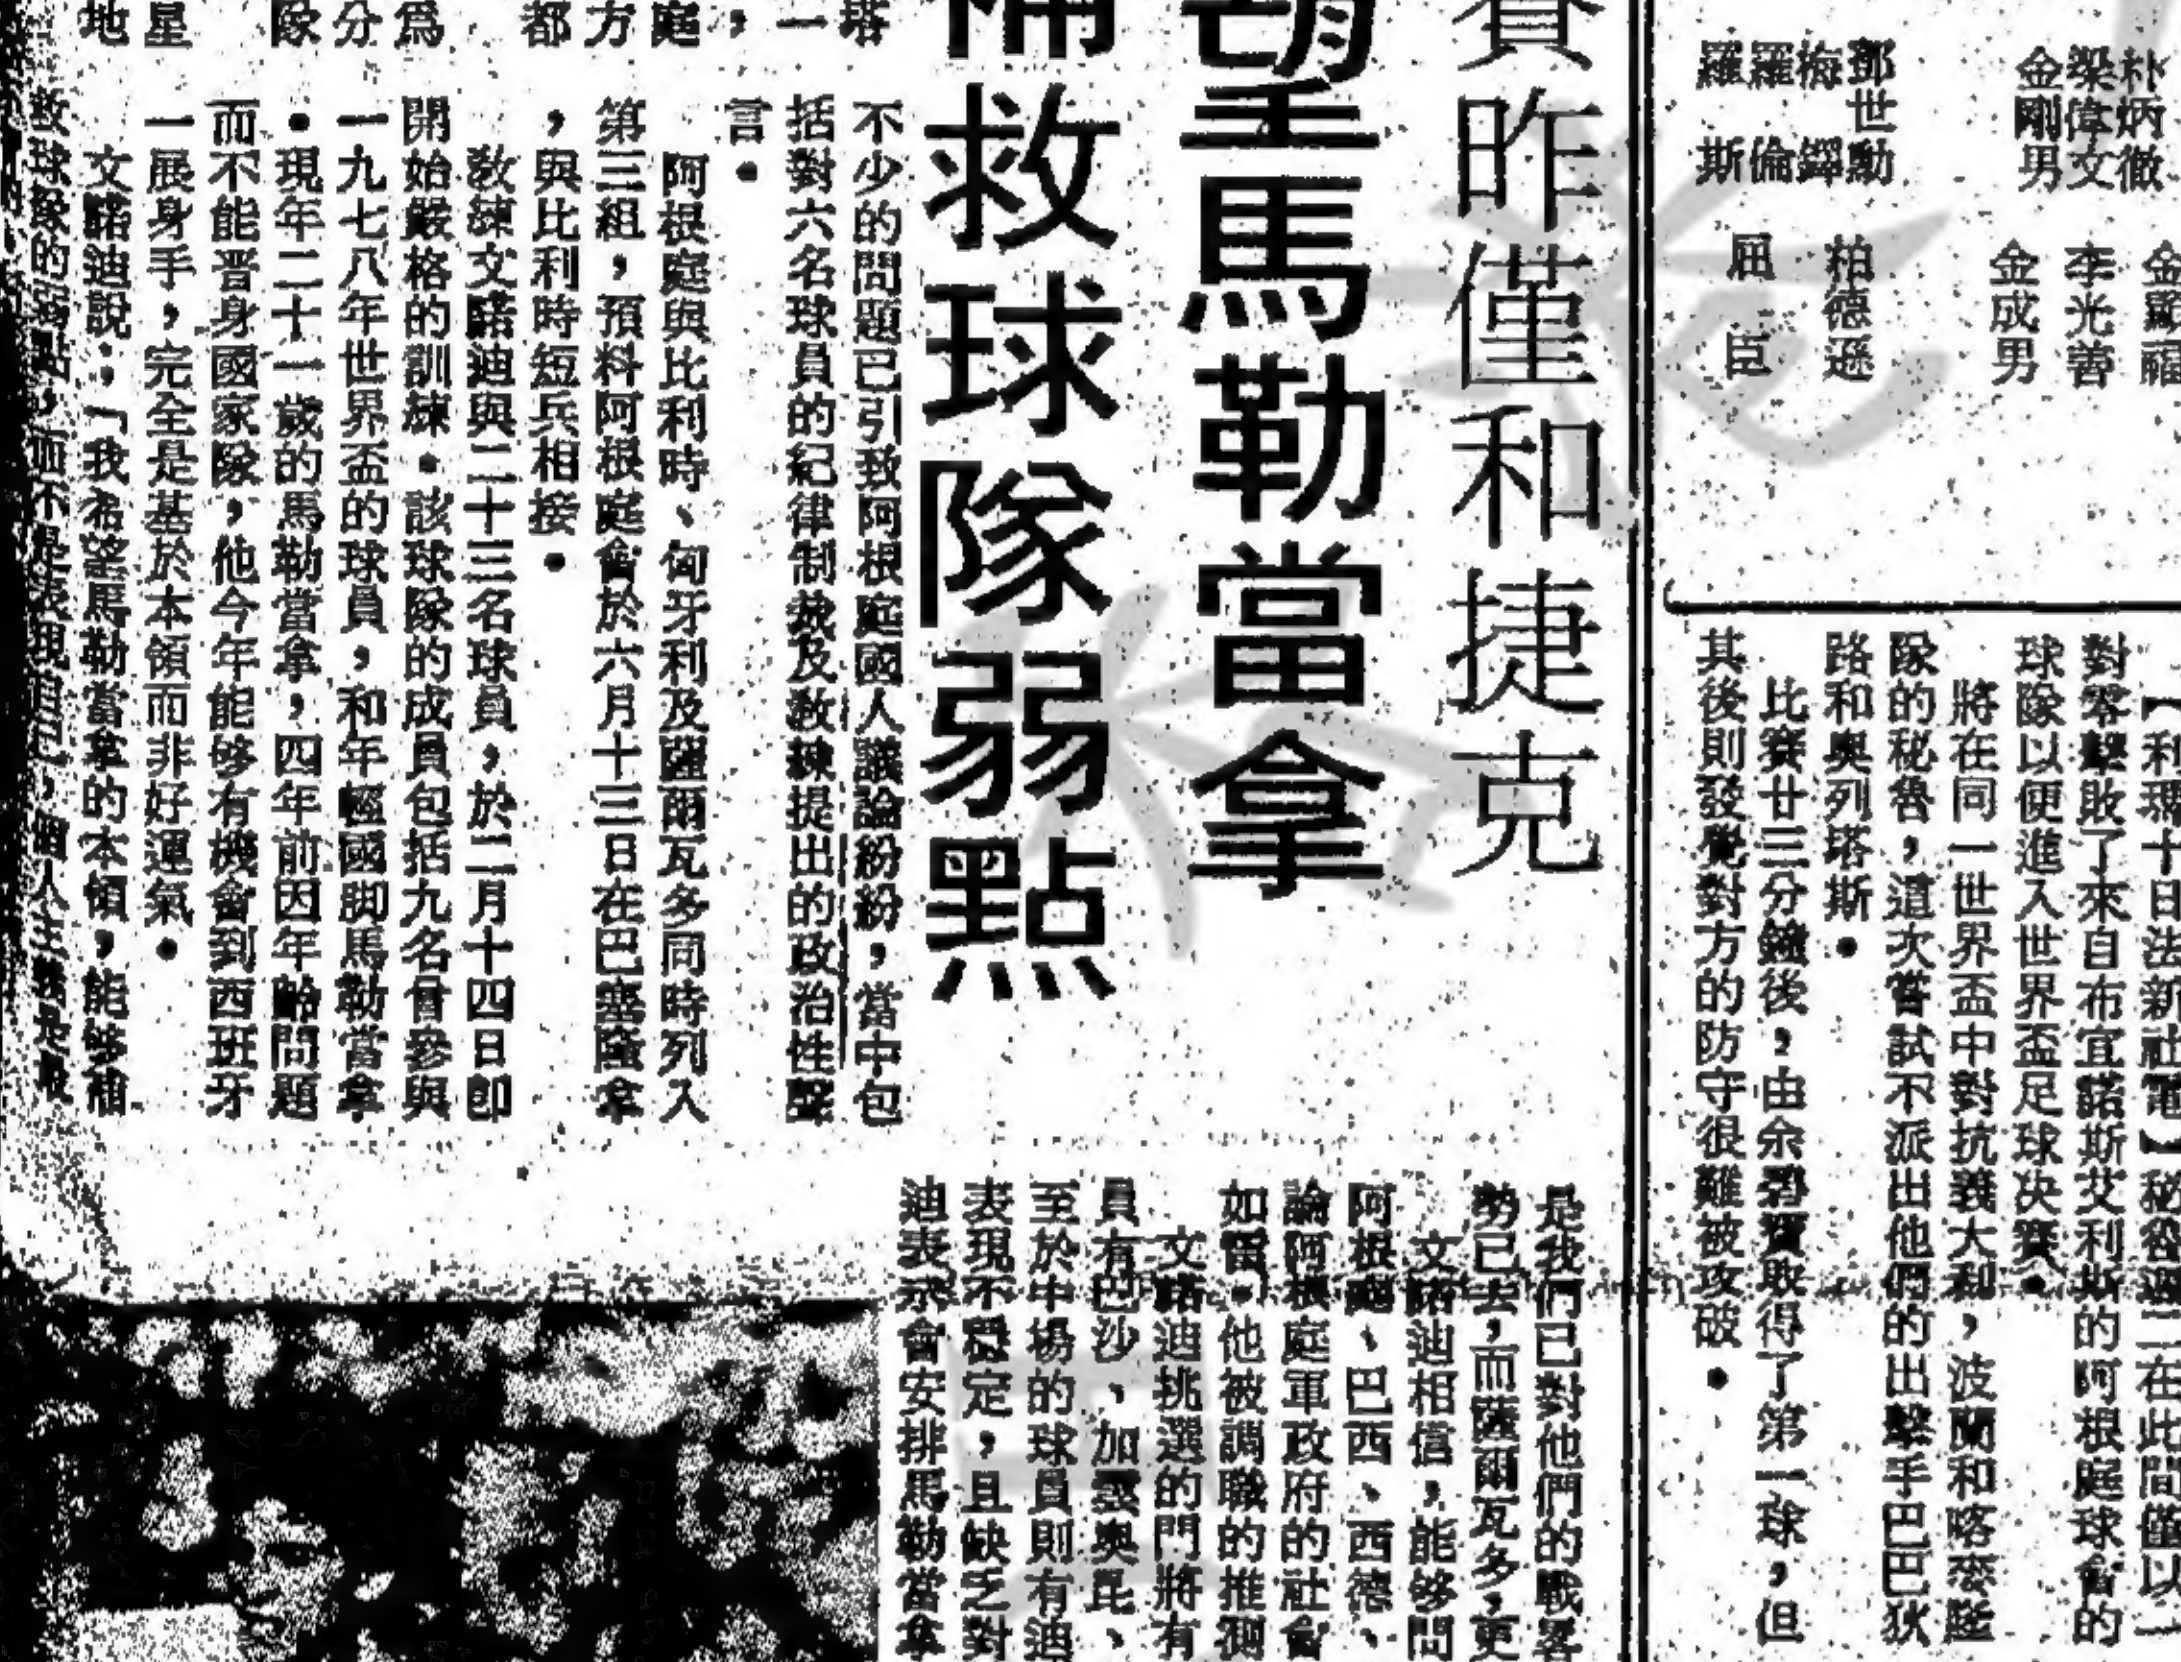 朴炳徹
梁偉文
金剛男
鄧世勳
梅鐸
羅倫
羅斯
金顯福
李光善
金成男
柏德遜
屈臣
【利瑪十日法新社電】秘魯週二在此間僅以一
對零擊敗了來自布宜諾斯艾利斯的阿根庭球會的
球隊以便進入世界盃足球决賽•
將在同一世界盃中對抗義大利，波蘭和喀麥隆
隊的秘魯，這次嘗試不派出他們的出擊手巴巴狄
路和奧列塔斯•
比賽廿三分鐘後，由余碧賈取得了第一球，但
其後則發覺對方的防守很難被攻破•
賽昨僅和捷克
望馬勒當拿
補救球隊弱點
塔
一
，
庭
方
都
爲
分
隊
星
地
不少的問題已引致阿根庭國人議論紛紛，當中包
括對六名球員的紀律制裁及敎練提出的政治性聲
言•
阿根庭與比利時、匈牙利及薩爾瓦多同時列入
第三組，預料阿根庭會於六月十三日在巴塞隆拿
，與比利時短兵相接•
敎練文諾迪與二十三名球員，於二月十四日卽
開始嚴格的訓練•該球隊的成員包括九名曾參與
一九七八年世界盃的球員，和年輕國脚馬勒當拿
•現年二十一歲的馬勒當拿，四年前因年齡問題
而不能晋身國家隊，他今年能够有機會到西班牙
一展身手，完全是基於本領而非好運氣•
文諾迪說：「我希望馬勒當拿的本領，能够補
救球隊的弱點，而不是表現自己，個人主義是最
是我們已對他們的戰畧
勢已去，而薩爾瓦多，更
文諾迪相信，能够問
阿根庭、巴西、西德、
論阿根庭軍政府的社會
如雷•他被調職的推測
文諾迪挑選的門將有
員有巴沙、加雲奧昆、
至於中場的球員則有迪
表現不穩定，且缺乏對
迪表示會安排馬勒當拿